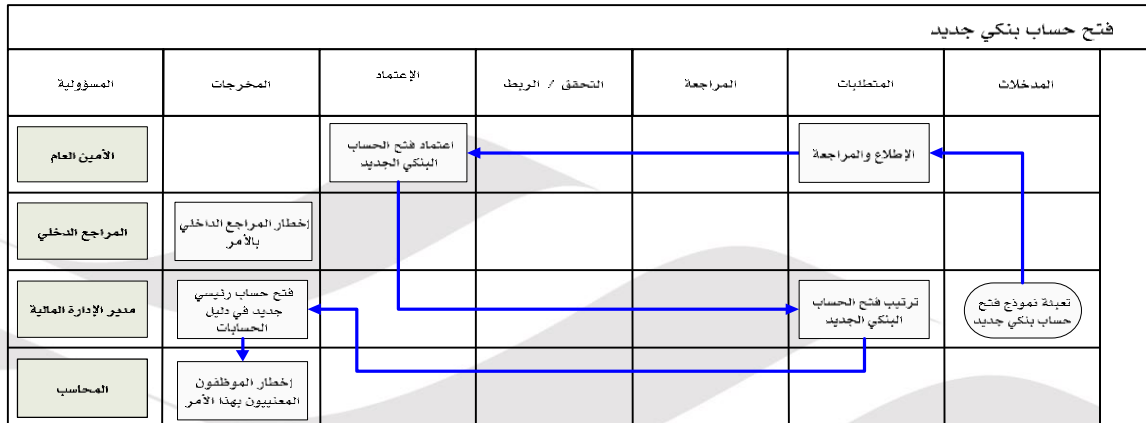 فتح حساب بنكي جديد
المدخلات
المتطلبات
المراجعة
التحقق / الربط
الإعتماد
المخرجات
المسؤولية
الإطلاع والمراجعة
اعتماد فتح الحساب
البنكي الجديد
الأمين العام
إخطار المراجع الداخلي
بالأمر
المراجع الدخلي
تعبئة نموذج فتح
حساب بنكي جديد
ترتيب فتح الحساب
البنكي الجديد
فتح حساب رئيسي
جديد في دليل
الحسابات
مدير الإدارة المالية
إخطار الموظفون
المعنييون بهذا الأمر
المحاسب